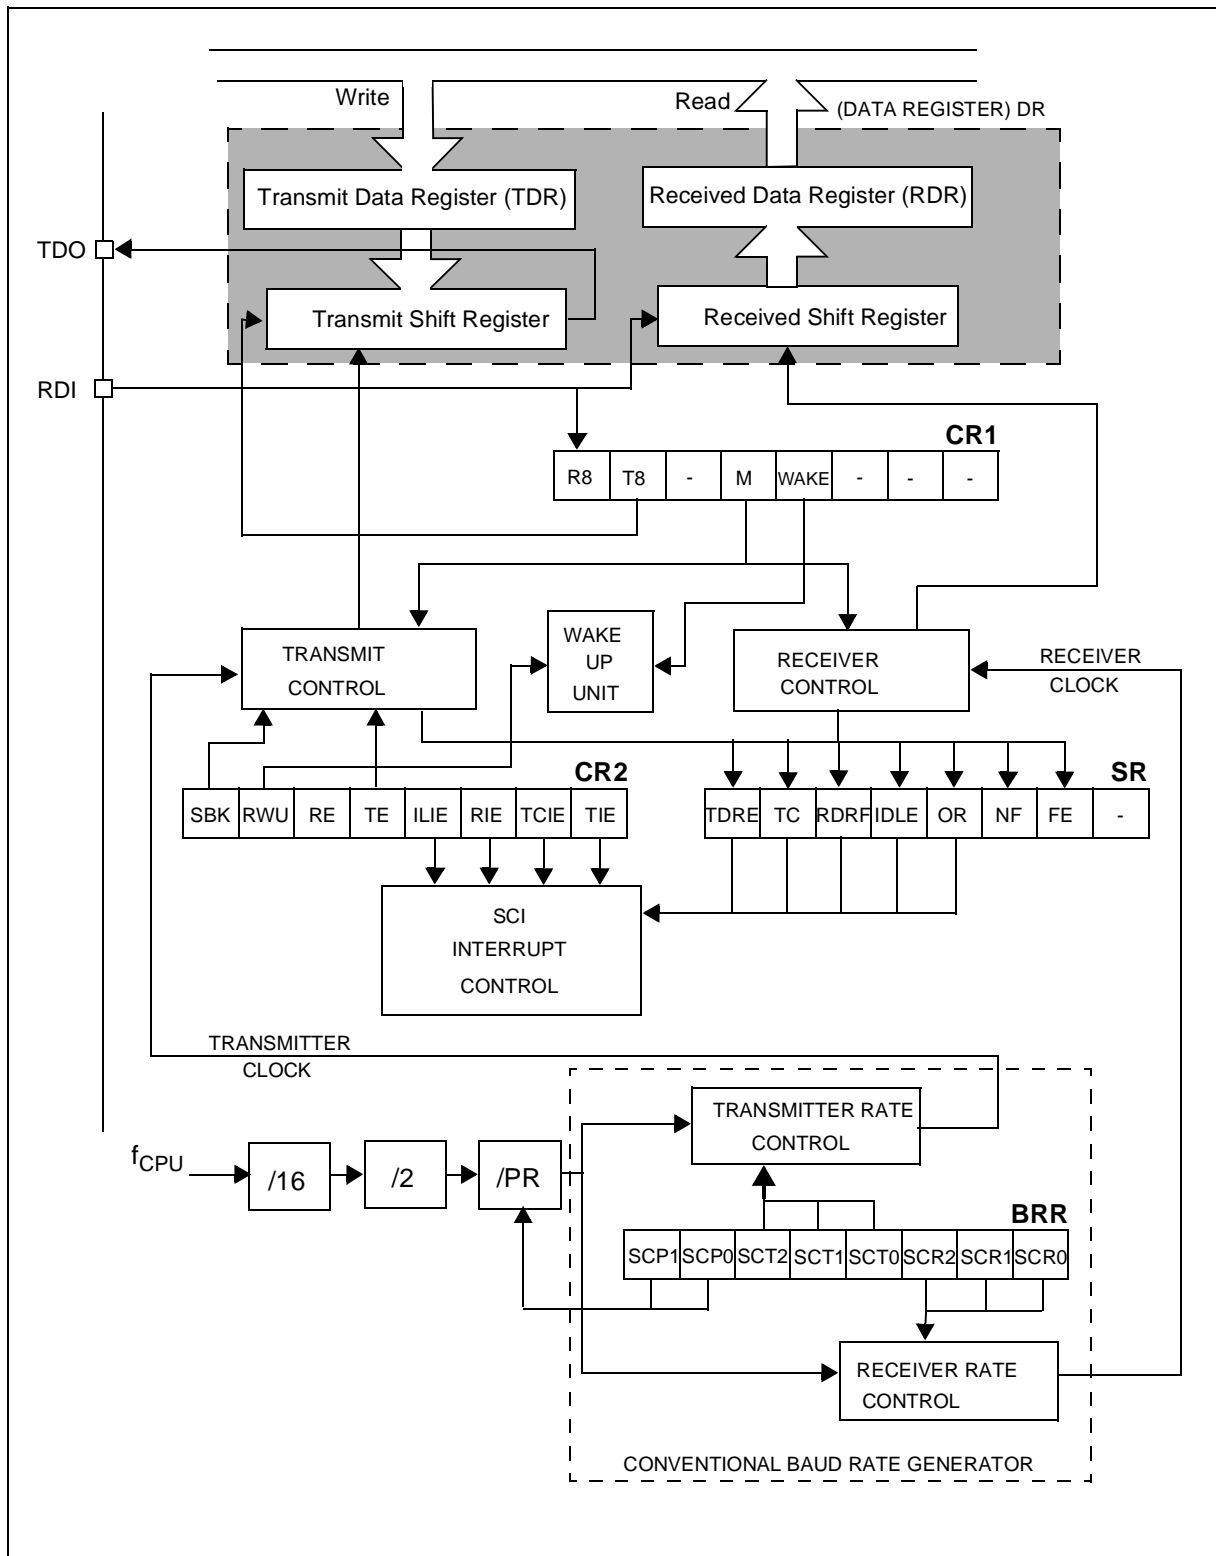 Write
Read
(DATA REGISTER) DR
Transmit Data Register (TDR)
Received Data Register (RDR)
TDO
Transmit Shift Register
Received Shift Register
RDI
CR1
R8 T8 - M WAKE - - -
TRANSMIT
CONTROL
WAKE
UP
UNIT
RECEIVER
CONTROL
RECEIVER
CLOCK
CR2
SBK RWU RE TE ILIE RIE TCIE TIE
SR
TDRE TC RDRF IDLE OR NF FE -
SCI
INTERRUPT
CONTROL
TRANSMITTER
CLOCK
TRANSMITTER RATE
CONTROL
fCPU
/16
/2
/PR
BRR
SCP1 SCP0 SCT2 SCT1 SCT0 SCR2 SCR1 SCR0
RECEIVER RATE
CONTROL
CONVENTIONAL BAUD RATE GENERATOR